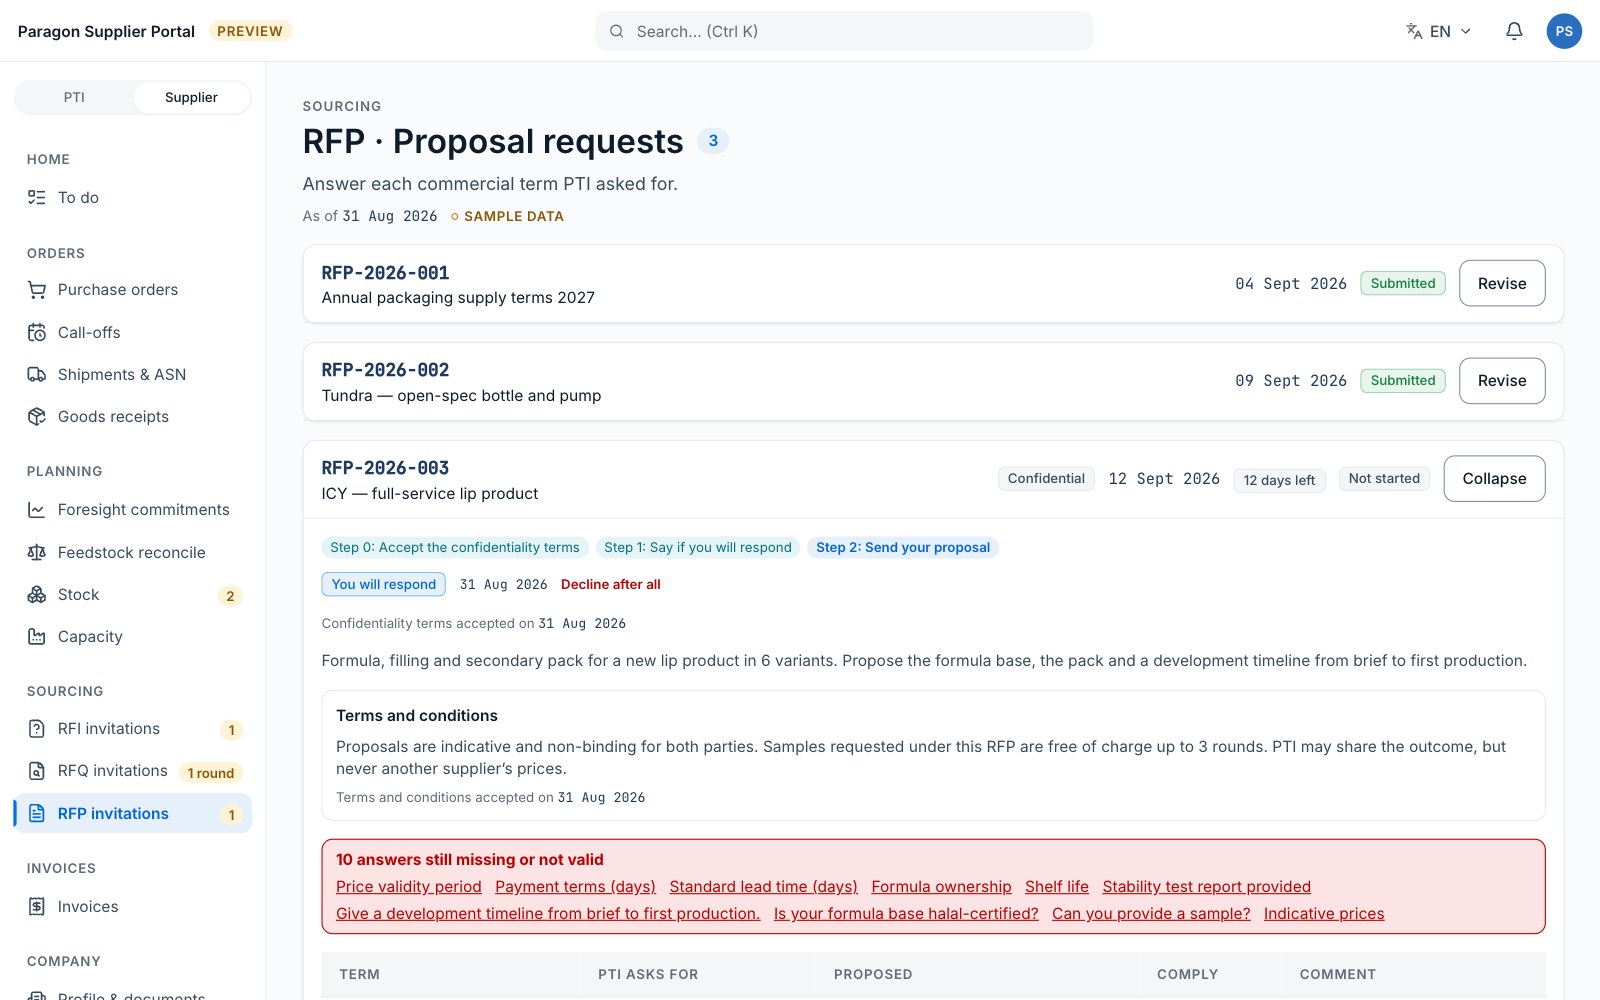 Paragon Supplier Portal PREVIEW
Search... (Ctrl K)
EN
PS
PTI Supplier
HOME
To do
ORDERS
Purchase orders
Call-offs
Shipments & ASN
Goods receipts
PLANNING
Foresight commitments
Feedstock reconcile
Stock 2
Capacity
SOURCING
RFI invitations 1
RFQ invitations 1 round
RFP invitations 1
INVOICES
Invoices
COMPANY
Profile & documents
SOURCING
RFP · Proposal requests 3
Answer each commercial term PTI asked for.
As of 31 Aug 2026 SAMPLE DATA
RFP-2026-001
Annual packaging supply terms 2027
04 Sept 2026 Submitted Revise
RFP-2026-002
Tundra — open-spec bottle and pump
09 Sept 2026 Submitted Revise
RFP-2026-003
ICY — full-service lip product
Confidential 12 Sept 2026 12 days left Not started Collapse
Step 0: Accept the confidentiality terms Step 1: Say if you will respond Step 2: Send your proposal
You will respond 31 Aug 2026 Decline after all
Confidentiality terms accepted on 31 Aug 2026
Formula, filling and secondary pack for a new lip product in 6 variants. Propose the formula base, the pack and a development timeline from brief to first production.
Terms and conditions
Proposals are indicative and non-binding for both parties. Samples requested under this RFP are free of charge up to 3 rounds. PTI may share the outcome, but
never another supplier’s prices.
Terms and conditions accepted on 31 Aug 2026
10 answers still missing or not valid
Price validity period Payment terms (days) Standard lead time (days) Formula ownership Shelf life Stability test report provided
Give a development timeline from brief to first production. Is your formula base halal-certified? Can you provide a sample? Indicative prices
TERM PTI ASKS FOR PROPOSED COMPLY COMMENT